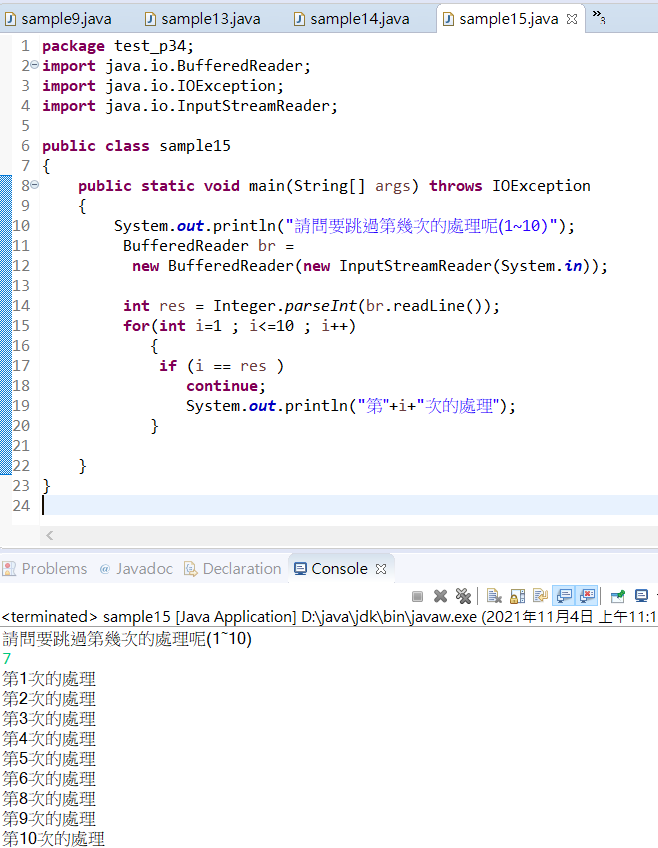 sample9.java sample13.java sample14.java sample15.java »3
1 package test_p34;
2 import java.io.BufferedReader;
3 import java.io.IOException;
4 import java.io.InputStreamReader;
5
6 public class sample15
7 {
8     public static void main(String[] args) throws IOException
9     {
10         System.out.println("請問要跳過第幾次的處理呢(1~10)");
11          BufferedReader br =
12           new BufferedReader(new InputStreamReader(System.in));
13
14          int res = Integer.parseInt(br.readLine());
15          for(int i=1 ; i<=10 ; i++)
16             {
17              if (i == res )
18                 continue;
19                 System.out.println("第"+i+"次的處理");
20             }
21
22     }
23 }
24
Problems @ Javadoc Declaration Console
<terminated> sample15 [Java Application] D:\java\jdk\bin\javaw.exe (2021年11月4日 上午11:1
請問要跳過第幾次的處理呢(1~10)
7
第1次的處理
第2次的處理
第3次的處理
第4次的處理
第5次的處理
第6次的處理
第8次的處理
第9次的處理
第10次的處理